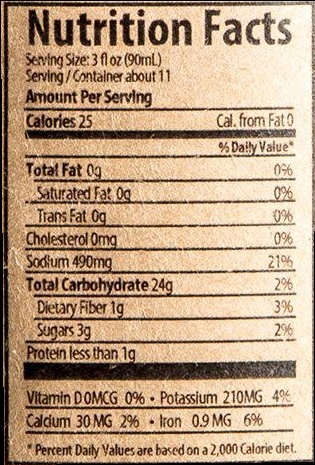 Nutrition Facts
Serving Size: 3 fl oz (90mL)
Serving / Container about 11
Amount Per Serving
Calories 25 Cal. from Fat 0
% Daily Value*
Total Fat 0g 0%
Saturated Fat 0g 0%
Trans Fat 0g 0%
Cholesterol 0mg 0%
Sodium 490mg 21%
Total Carbohydrate 24g 2%
Dietary Fiber 1g 3%
Sugars 3g 2%
Protein less than 1g
Vitamin D 0MCG 0% • Potassium 210MG 4%
Calcium 30 MG 2% • Iron 0.9 MG 6%
* Percent Daily Values are based on a 2,000 Calorie diet.